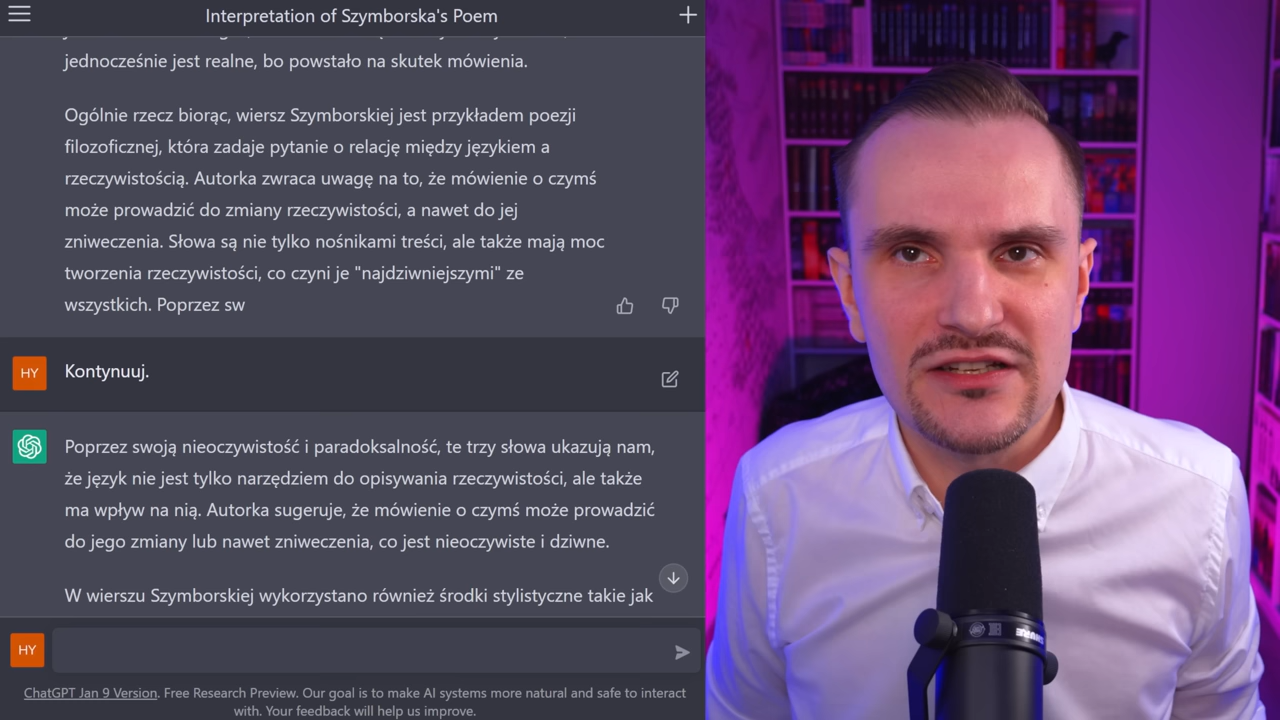 Interpretation of Szymborska's Poem
jednocześnie jest realne, bo powstało na skutek mówienia.
Ogólnie rzecz biorąc, wiersz Szymborskiej jest przykładem poezji
filozoficznej, która zadaje pytanie o relację między językiem a
rzeczywistością. Autorka zwraca uwagę na to, że mówienie o czymś
może prowadzić do zmiany rzeczywistości, a nawet do jej
zniweczenia. Słowa są nie tylko nośnikami treści, ale także mają moc
tworzenia rzeczywistości, co czyni je "najdziwniejszymi" ze
wszystkich. Poprzez sw
HY
Kontynuuj.
Poprzez swoją nieoczywistość i paradoksalność, te trzy słowa ukazują nam,
że język nie jest tylko narzędziem do opisywania rzeczywistości, ale także
ma wpływ na nią. Autorka sugeruje, że mówienie o czymś może prowadzić
do jego zmiany lub nawet zniweczenia, co jest nieoczywiste i dziwne.
W wierszu Szymborskiej wykorzystano również środki stylistyczne takie jak
HY
ChatGPT Jan 9 Version. Free Research Preview. Our goal is to make AI systems more natural and safe to interact
with. Your feedback will help us improve.
SHURE